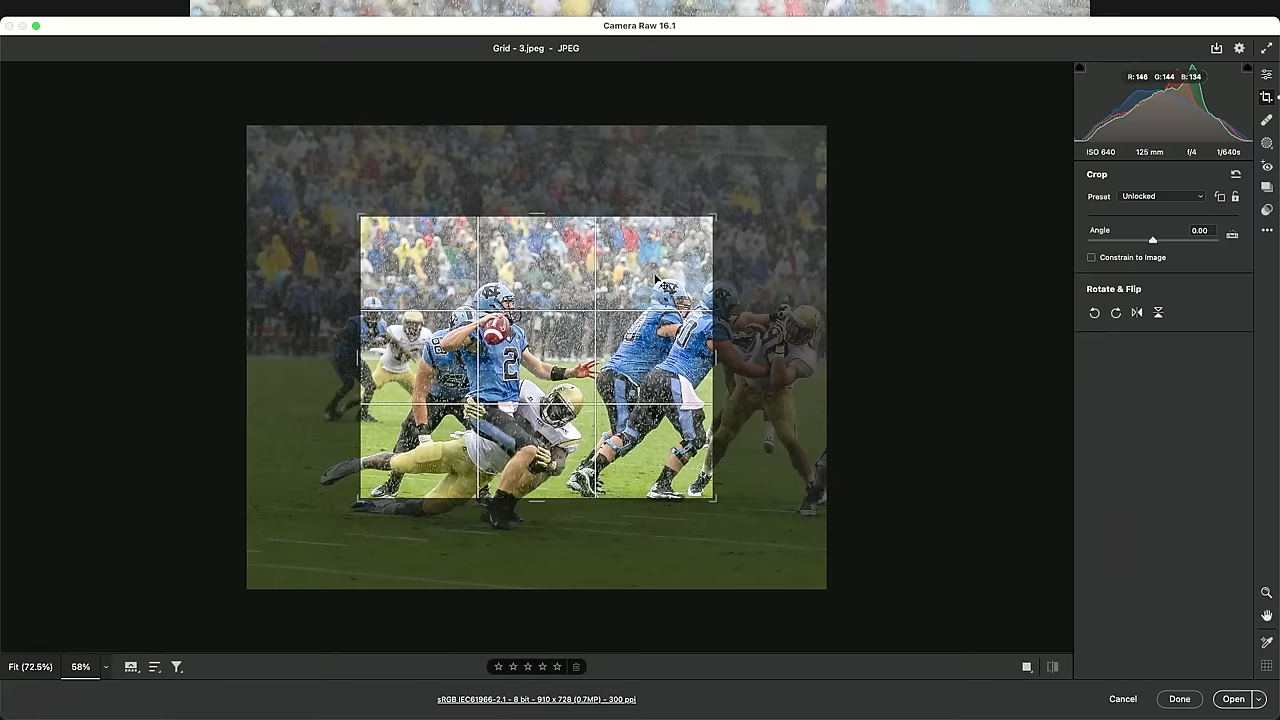 Camera Raw 16.1
Grid - 3.jpeg - JPEG
R: 146 G: 144 B: 134
ISO 640 125 mm f/4 1/640s
Crop
Preset Unlocked
Angle 0.00
Constrain to Image
Rotate & Flip
2
Fit (72.5%) 58%
sRGB IEC61966-2.1 - 8 bit - 910 x 728 (0.7MP) - 300 ppi
Cancel Done Open